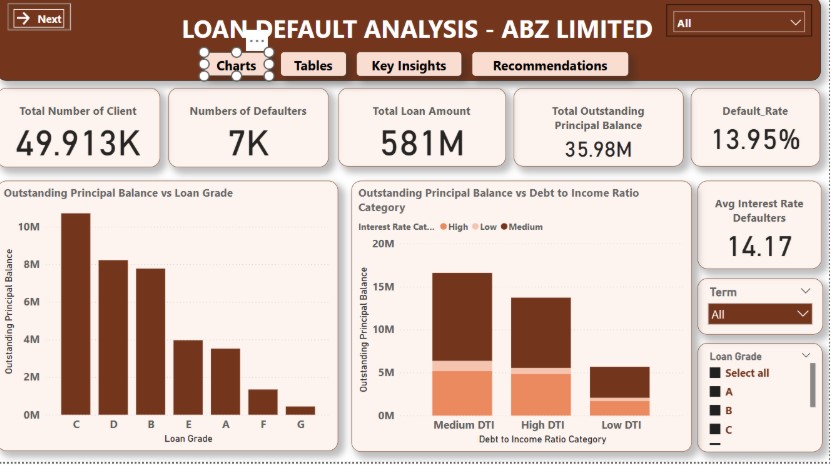 Next
LOAN DEFAULT ANALYSIS - ABZ LIMITED
All
Charts
Tables
Key Insights
Recommendations
Total Number of Client
49.913K
Numbers of Defaulters
7K
Total Loan Amount
581M
Total Outstanding
Principal Balance
35.98M
Default_Rate
13.95%
Outstanding Principal Balance vs Loan Grade
Outstanding Principal Balance
10M
8M
6M
4M
2M
0M
C D B E A F G
Loan Grade
Outstanding Principal Balance vs Debt to Income Ratio
Category
Interest Rate Cat... High Low Medium
Outstanding Principal Balance
20M
15M
10M
5M
0M
Medium DTI High DTI Low DTI
Debt to Income Ratio Category
Avg Interest Rate
Defaulters
14.17
Term
All
Loan Grade
Select all
A
B
C